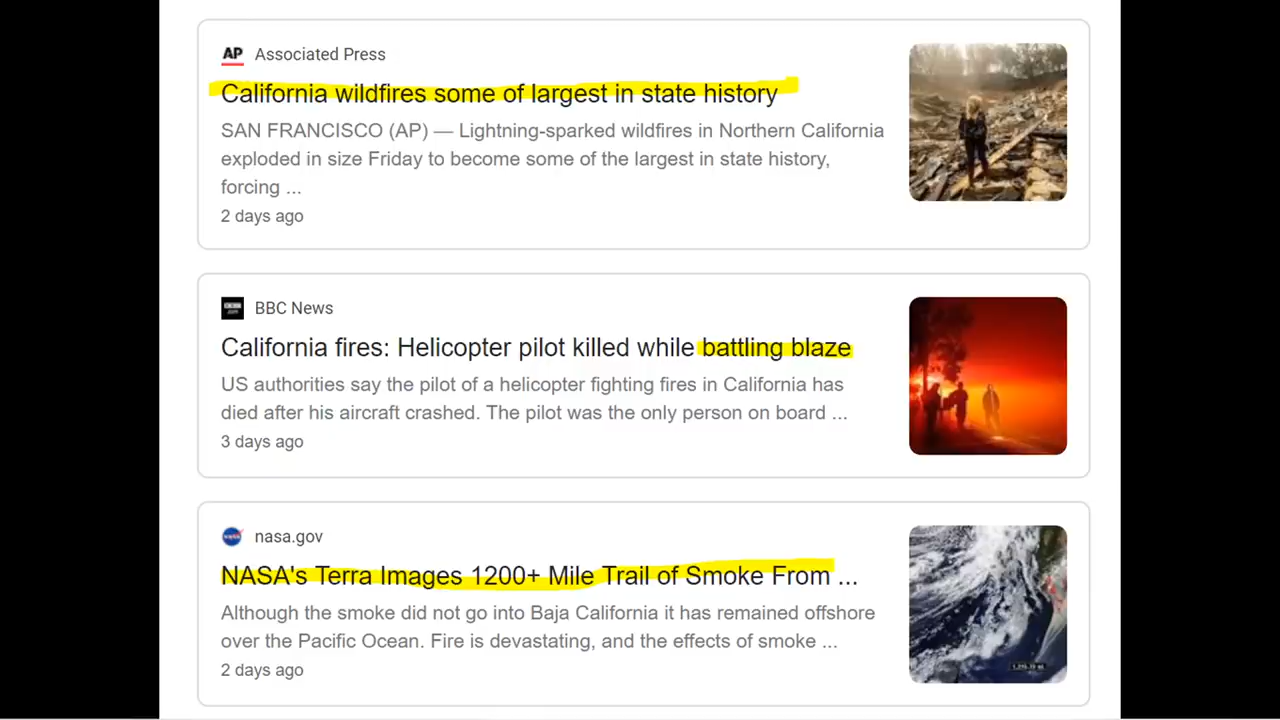 AP Associated Press
California wildfires some of largest in state history
SAN FRANCISCO (AP) — Lightning-sparked wildfires in Northern California
exploded in size Friday to become some of the largest in state history,
forcing ...
2 days ago
BBC News
California fires: Helicopter pilot killed while battling blaze
US authorities say the pilot of a helicopter fighting fires in California has
died after his aircraft crashed. The pilot was the only person on board ...
3 days ago
nasa.gov
NASA's Terra Images 1200+ Mile Trail of Smoke From ...
Although the smoke did not go into Baja California it has remained offshore
over the Pacific Ocean. Fire is devastating, and the effects of smoke ...
2 days ago